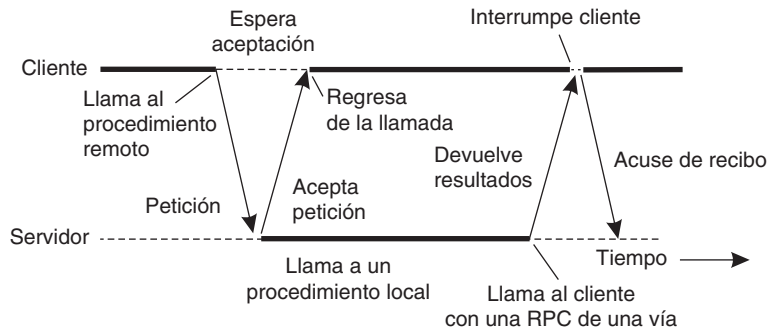 Espera
aceptación
Interrumpe cliente
Cliente
Llama al
procedimiento
remoto
Regresa
de la llamada
Devuelve
resultados
Acuse de recibo
Petición
Acepta
petición
Servidor
Tiempo
Llama a un
procedimiento local
Llama al cliente
con una RPC de una vía